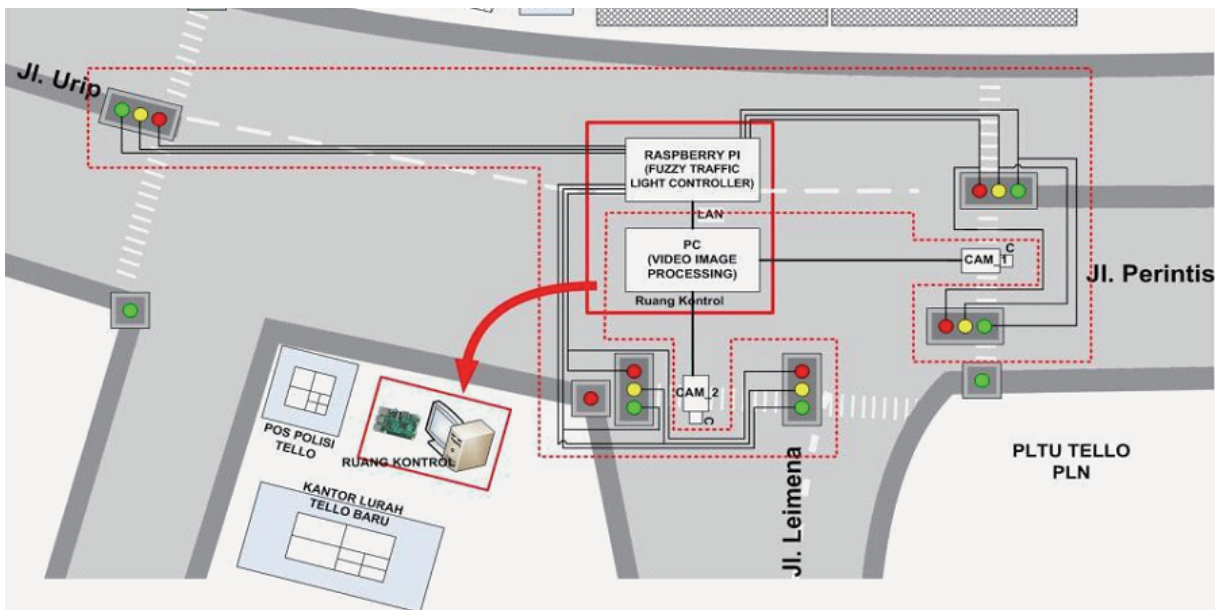 Jl. Urip
RASPBERRY PI
(FUZZY TRAFFIC
LIGHT CONTROLLER)
LAN
PC
(VIDEO IMAGE
PROCESSING)
Ruang Kontrol
CAM_1
C
Jl. Perintis
CAM_2
C
POS POLISI
TELLO
RUANG KONTROL
KANTOR LURAH
TELLO BARU
Jl. Leimena
PLTU TELLO
PLN